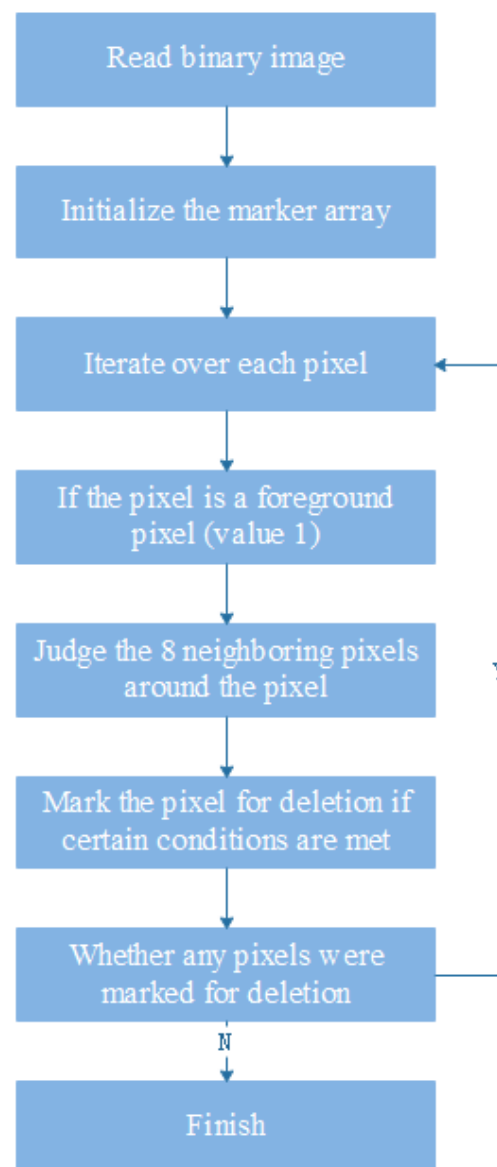 Read binary image
Initialize the marker array
Iterate over each pixel
If the pixel is a foreground
pixel (value 1)
Judge the 8 neighboring pixels
around the pixel
Mark the pixel for deletion if
certain conditions are met
Whether any pixels were
marked for deletion
N
Finish